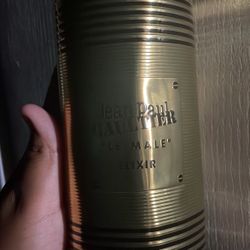 Jean Paul
GAULTIER
"LE MALE"
ELIXIR